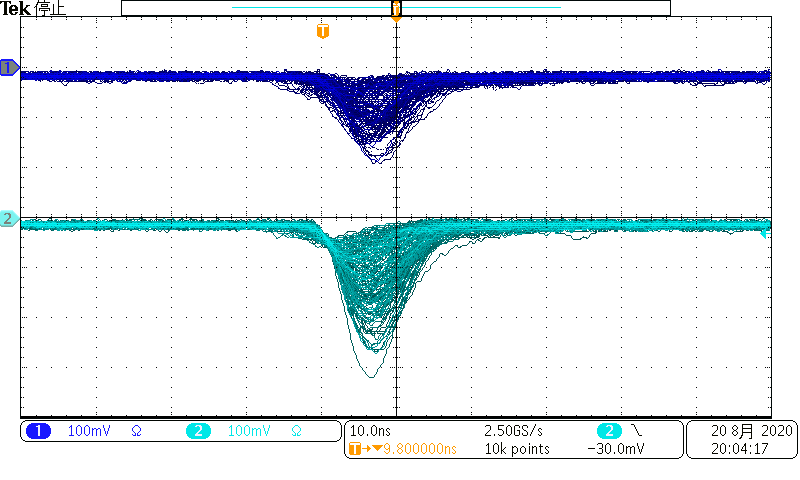 Tek 停止
T
1
2
1 100mV Ω 2 100mV Ω
10.0ns 2.50GS/s 2
T→▼9.800000ns 10k points −30.0mV
20 8月 2020
20:04:17